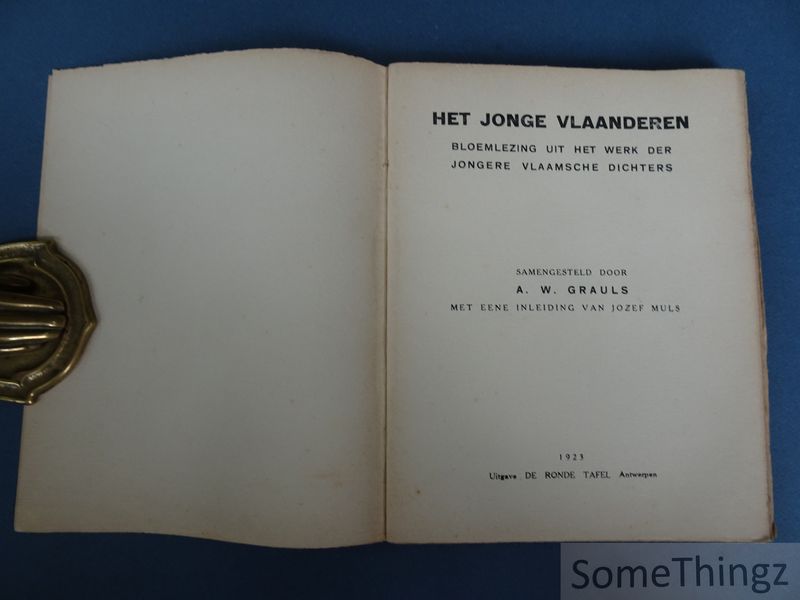 HET JONGE VLAANDEREN
BLOEMLEZING UIT HET WERK DER
JONGERE VLAAMSCHE DICHTERS
SAMENGESTELD DOOR
A. W. GRAULS
MET EENE INLEIDING VAN JOZEF MULS
1923
Uitgave DE RONDE TAFEL Antwerpen
SomeThingz